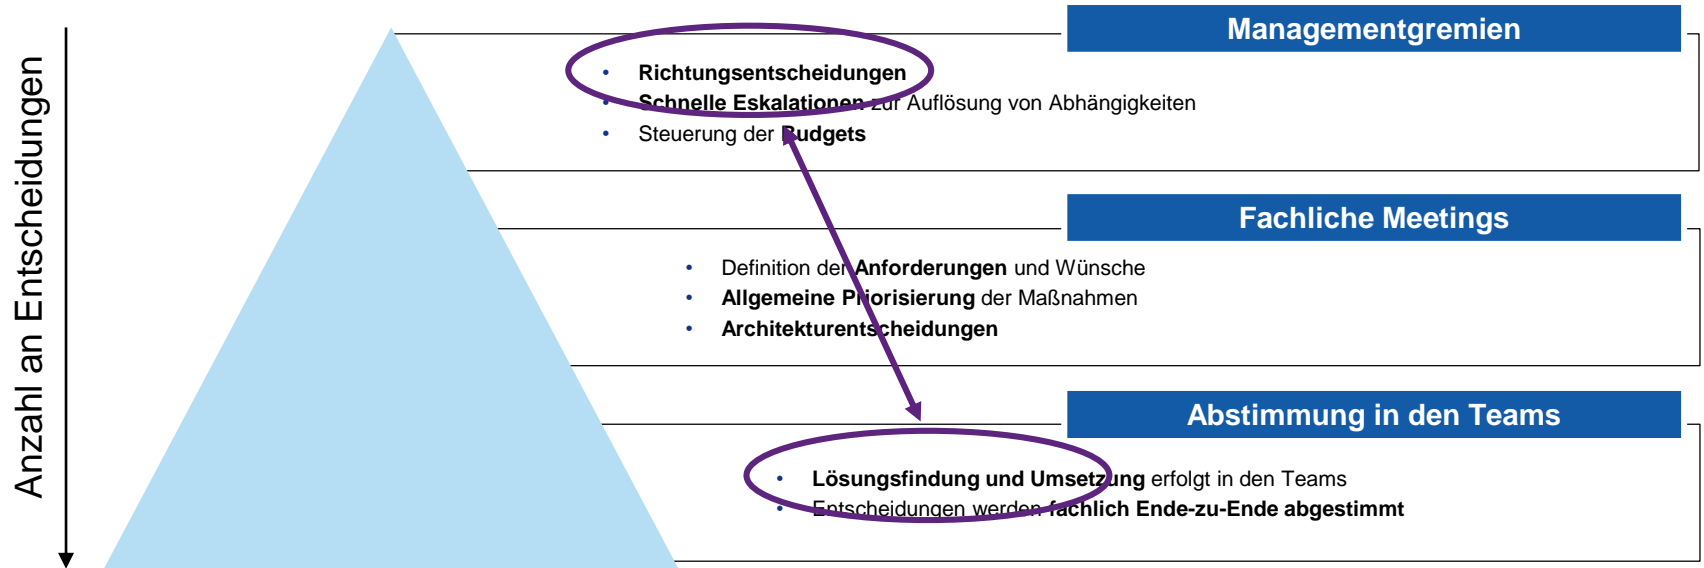 Anzahl an Entscheidungen
Managementgremien
• Richtungsentscheidungen
• Schnelle Eskalationen zur Auflösung von Abhängigkeiten
• Steuerung der Budgets
Fachliche Meetings
• Definition der Anforderungen und Wünsche
• Allgemeine Priorisierung der Maßnahmen
• Architekturentscheidungen
Abstimmung in den Teams
• Lösungsfindung und Umsetzung erfolgt in den Teams
• Entscheidungen werden fachlich Ende-zu-Ende abgestimmt